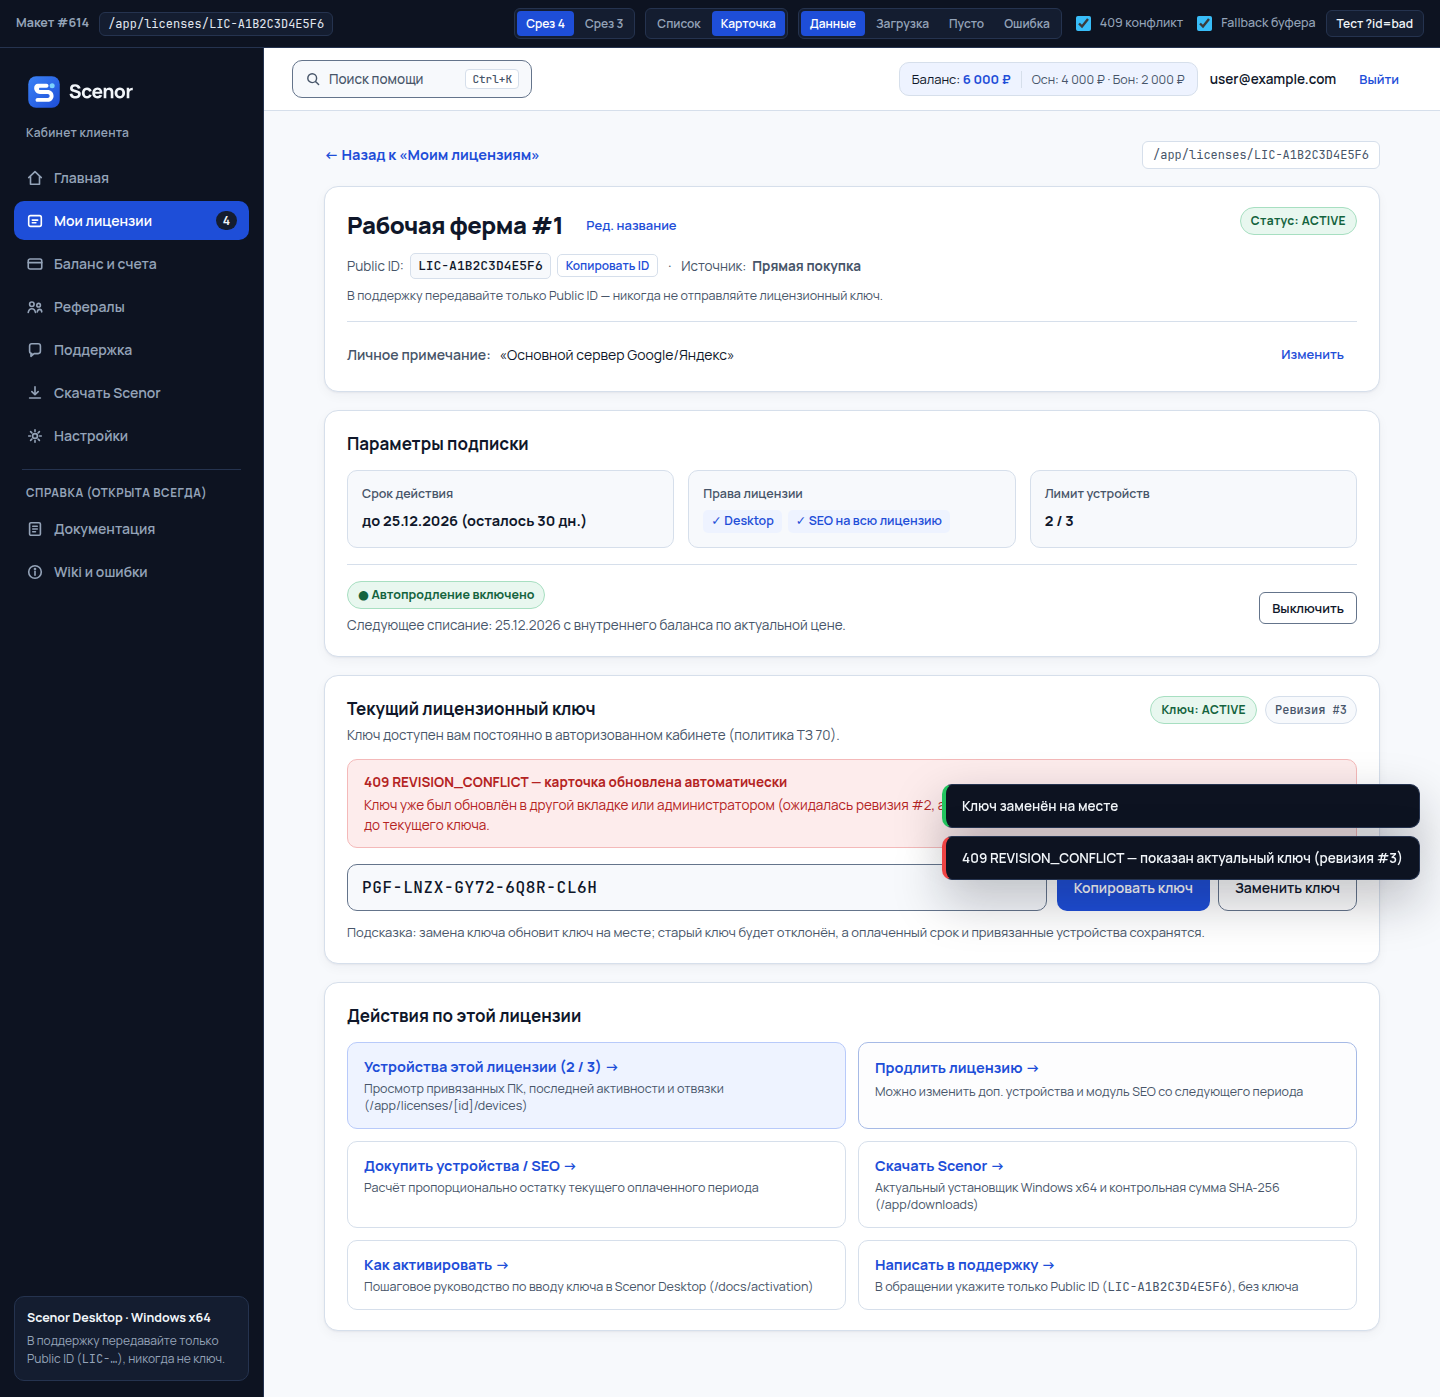 Макет #614 /app/licenses/LIC-A1B2C3D4E5F6 Срез 4 Срез 3 Список Карточка Данные Загрузка Пусто Ошибка 409 конфликт Fallback буфера Тест ?id=bad
Scenor
Кабинет клиента
Главная
Мои лицензии 4
Баланс и счета
Рефералы
Поддержка
Скачать Scenor
Настройки
СПРАВКА (ОТКРЫТА ВСЕГДА)
Документация
Wiki и ошибки
Scenor Desktop · Windows x64
В поддержку передавайте только
Public ID (LIC-…), никогда не ключ.
Поиск помощи Ctrl+K
Баланс: 6 000 ₽ Осн: 4 000 ₽ · Бон: 2 000 ₽ user@example.com Выйти
← Назад к «Моим лицензиям» /app/licenses/LIC-A1B2C3D4E5F6
Рабочая ферма #1 Ред. название Статус: ACTIVE
Public ID: LIC-A1B2C3D4E5F6 Копировать ID · Источник: Прямая покупка
В поддержку передавайте только Public ID — никогда не отправляйте лицензионный ключ.
Личное примечание: «Основной сервер Google/Яндекс» Изменить
Параметры подписки
Срок действия
до 25.12.2026 (осталось 30 дн.)
Права лицензии
✓ Desktop ✓ SEO на всю лицензию
Лимит устройств
2 / 3
● Автопродление включено
Следующее списание: 25.12.2026 с внутреннего баланса по актуальной цене.
Выключить
Текущий лицензионный ключ Ключ: ACTIVE Ревизия #3
Ключ доступен вам постоянно в авторизованном кабинете (политика ТЗ 70).
409 REVISION_CONFLICT — карточка обновлена автоматически
Ключ уже был обновлён в другой вкладке или администратором (ожидалась ревизия #2,
до текущего ключа.
Ключ заменён на месте
409 REVISION_CONFLICT — показан актуальный ключ (ревизия #3)
PGF-LNZX-GY72-6Q8R-CL6H Копировать ключ Заменить ключ
Подсказка: замена ключа обновит ключ на месте; старый ключ будет отклонён, а оплаченный срок и привязанные устройства сохранятся.
Действия по этой лицензии
Устройства этой лицензии (2 / 3) →
Просмотр привязанных ПК, последней активности и отвязки
(/app/licenses/[id]/devices)
Продлить лицензию →
Можно изменить доп. устройства и модуль SEO со следующего периода
Докупить устройства / SEO →
Расчёт пропорционально остатку текущего оплаченного периода
Скачать Scenor →
Актуальный установщик Windows x64 и контрольная сумма SHA-256
(/app/downloads)
Как активировать →
Пошаговое руководство по вводу ключа в Scenor Desktop (/docs/activation)
Написать в поддержку →
В обращении укажите только Public ID (LIC-A1B2C3D4E5F6), без ключа